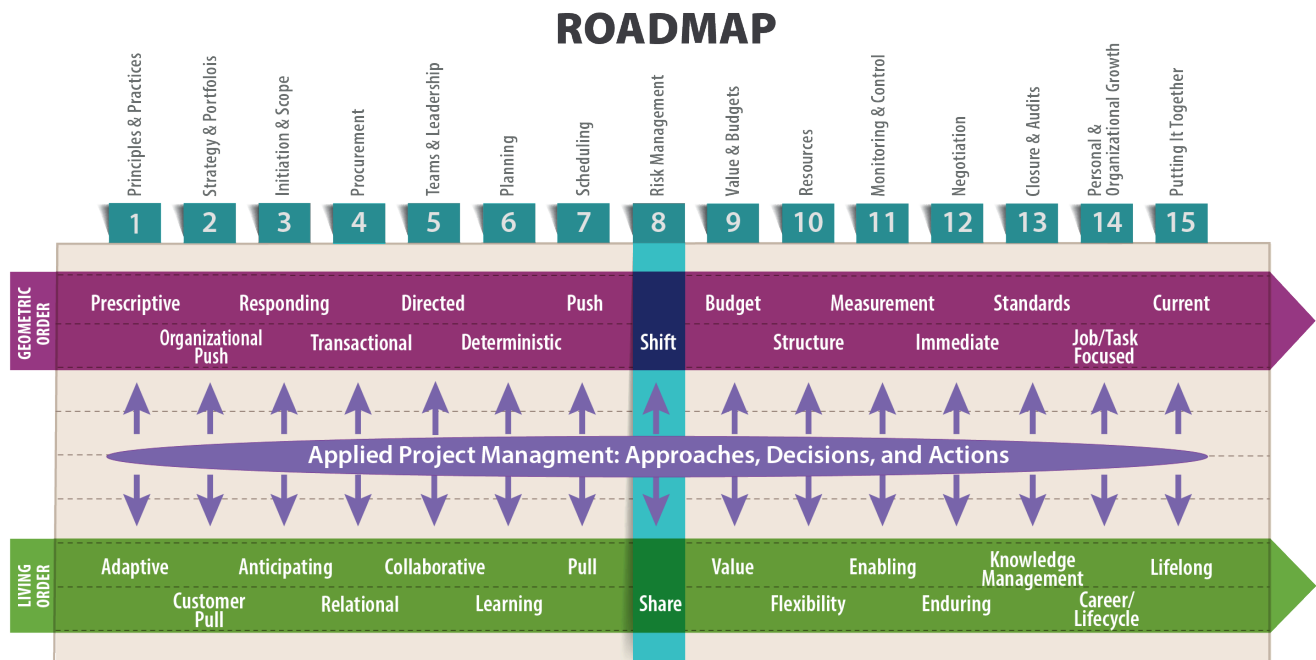 ROADMAP
Principles & Practices
Strategy & Portfolois
Initiation & Scope
Procurement
Teams & Leadership
Planning
Scheduling
Risk Management
Value & Budgets
Resources
Monitoring & Control
Negotiation
Closure & Audits
Personal &
Organizational Growth
Putting It Together
1 2 3 4 5 6 7 8 9 10 11 12 13 14 15
GEOMETRIC
ORDER
Prescriptive Responding Directed Push Budget Measurement Standards Current
Organizational
Push
Transactional Deterministic Shift Structure Immediate
Job/Task
Focused
Applied Project Managment: Approaches, Decisions, and Actions
LIVING
ORDER
Adaptive Anticipating Collaborative Pull Value Enabling
Knowledge
Management
Lifelong
Customer
Pull
Relational Learning Share Flexibility Enduring
Career/
Lifecycle